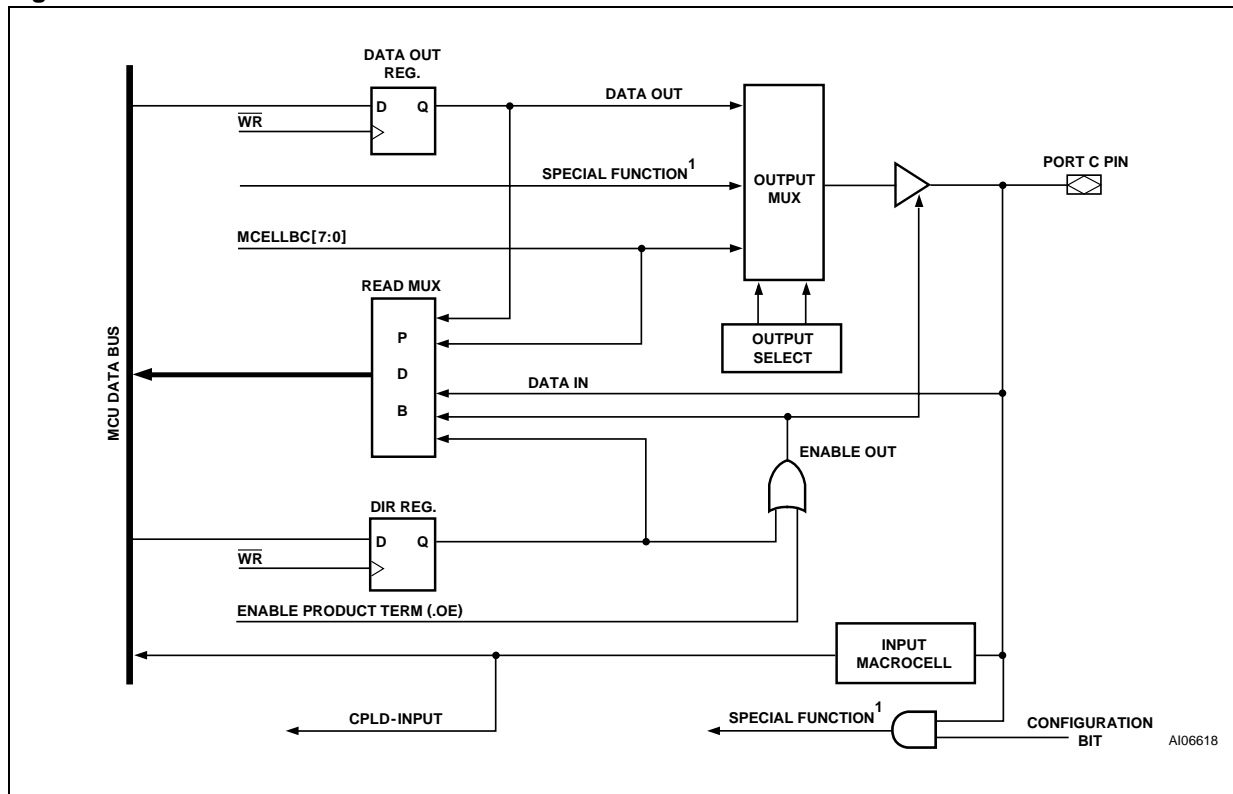 DATA OUT
REG.
D Q
WR
DATA OUT
SPECIAL FUNCTION1
OUTPUT
MUX
PORT C PIN
MCELLBC[7:0]
READ MUX
P
D
B
OUTPUT
SELECT
MCU DATA BUS
DATA IN
ENABLE OUT
DIR REG.
D Q
WR
ENABLE PRODUCT TERM (.OE)
INPUT
MACROCELL
CPLD-INPUT
SPECIAL FUNCTION1
CONFIGURATION
BIT
AI06618